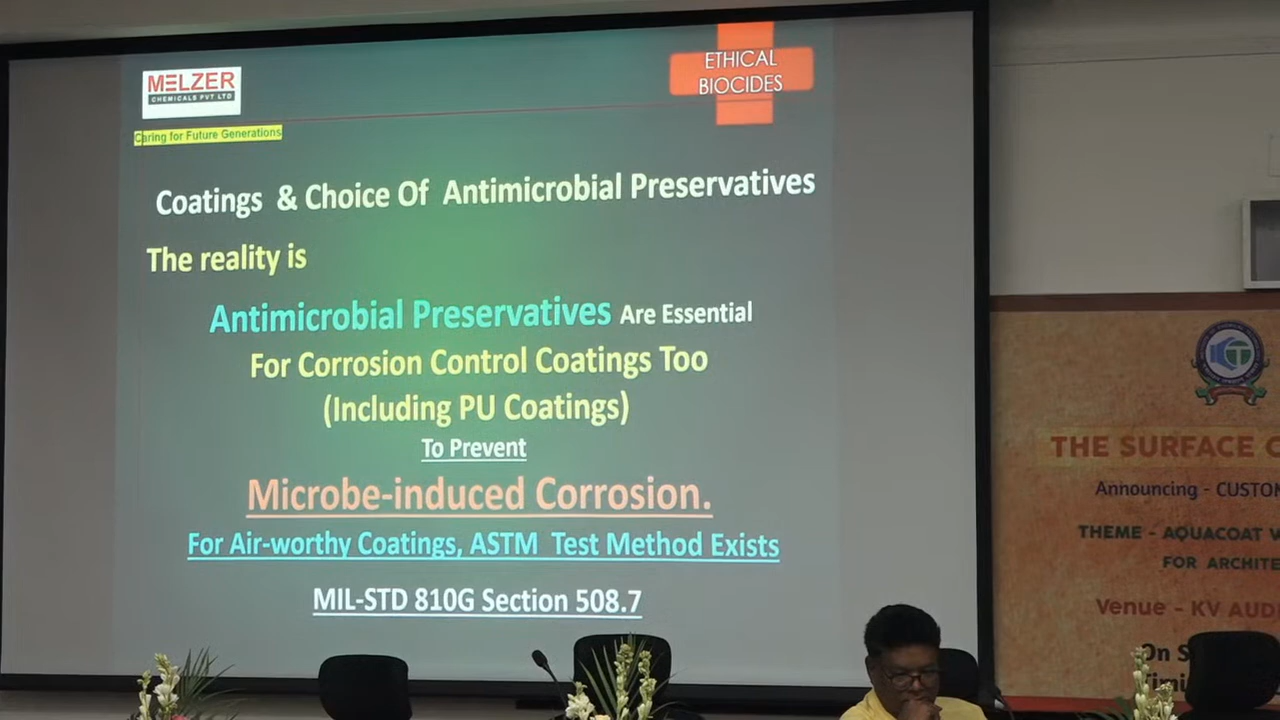 MELZER
CHEMICALS PVT. LTD
Caring for Future Generations
ETHICAL
BIOCIDES
Coatings & Choice Of Antimicrobial Preservatives
The reality is
Antimicrobial Preservatives Are Essential
For Corrosion Control Coatings Too
(Including PU Coatings)
To Prevent
Microbe-induced Corrosion.
For Air-worthy Coatings, ASTM Test Method Exists
MIL-STD 810G Section 508.7
THE SURFACE
Announcing -
THEME - AQUACOAT
FOR
Venue - KV
On